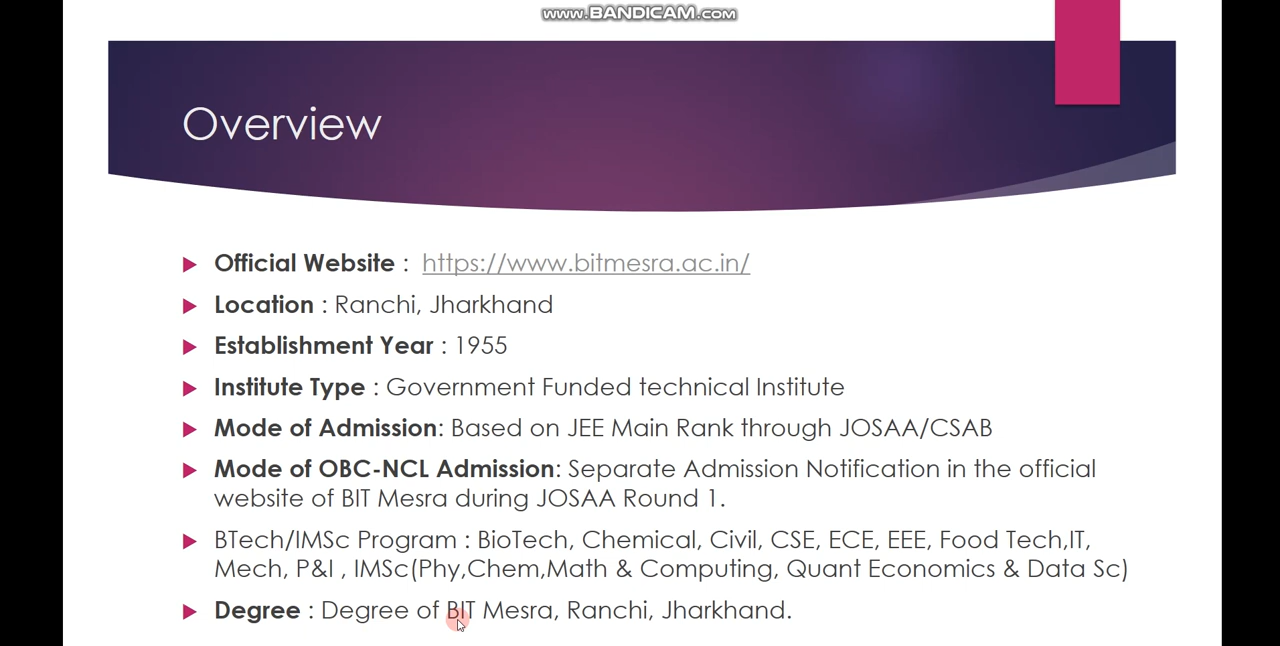 www.BANDICAM.com
Overview
Official Website : https://www.bitmesra.ac.in/
Location : Ranchi, Jharkhand
Establishment Year : 1955
Institute Type : Government Funded technical Institute
Mode of Admission: Based on JEE Main Rank through JOSAA/CSAB
Mode of OBC-NCL Admission: Separate Admission Notification in the official
website of BIT Mesra during JOSAA Round 1.
BTech/IMSc Program : BioTech, Chemical, Civil, CSE, ECE, EEE, Food Tech,IT,
Mech, P&I , IMSc(Phy,Chem,Math & Computing, Quant Economics & Data Sc)
Degree : Degree of BIT Mesra, Ranchi, Jharkhand.